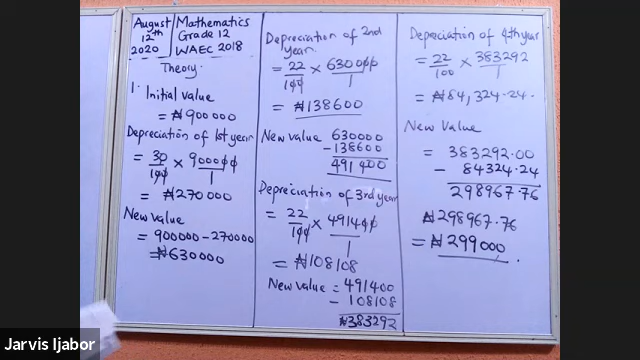 August
12th
2020
Mathematics
Grade 12
WAEC 2018
Theory
1. Initial value
= ₦900000
Depreciation of 1st year
= 30/100 × 900000/1
= ₦270000
New value
= 900000 - 270000
= ₦630000
Depreciation of 2nd
year.
= 22/100 × 630000/1
= ₦138600
New value 630000
- 138600
491400
Depreciation of 3rd year
= 22/100 × 491400/1
= ₦108108
New value = 491400
- 108108
₦383292
Depreciation of 4th year
= 22/100 × 383292/1
= ₦84,324.24.
New Value
= 383292.00
- 84324.24
298967.76
₦298967.76
= ₦299000.
Jarvis Ijabor